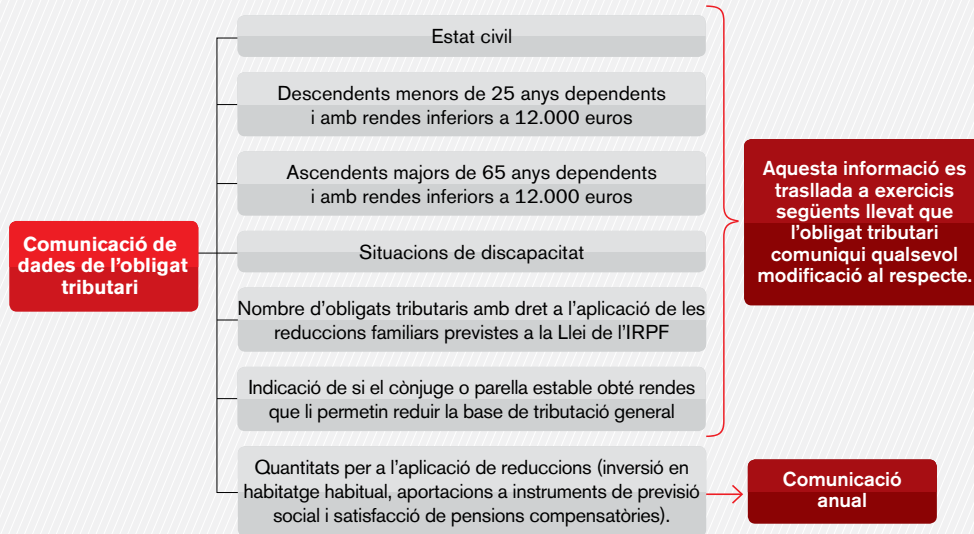 Comunicació de
dades de l'obligat
tributari
Estat civil
Descendents menors de 25 anys dependents
i amb rendes inferiors a 12.000 euros
Ascendents majors de 65 anys dependents
i amb rendes inferiors a 12.000 euros
Situacions de discapacitat
Nombre d'obligats tributaris amb dret a l'aplicació de les
reduccions familiars previstes a la Llei de l'IRPF
Indicació de si el cònjuge o parella estable obté rendes
que li permetin reduir la base de tributació general
Quantitats per a l'aplicació de reduccions (inversió en
habitatge habitual, aportacions a instruments de previsió
social i satisfacció de pensions compensatòries).
Aquesta informació es
trasllada a exercicis
següents llevat que
l'obligat tributari
comuniqui qualsevol
modificació al respecte.
Comunicació
anual